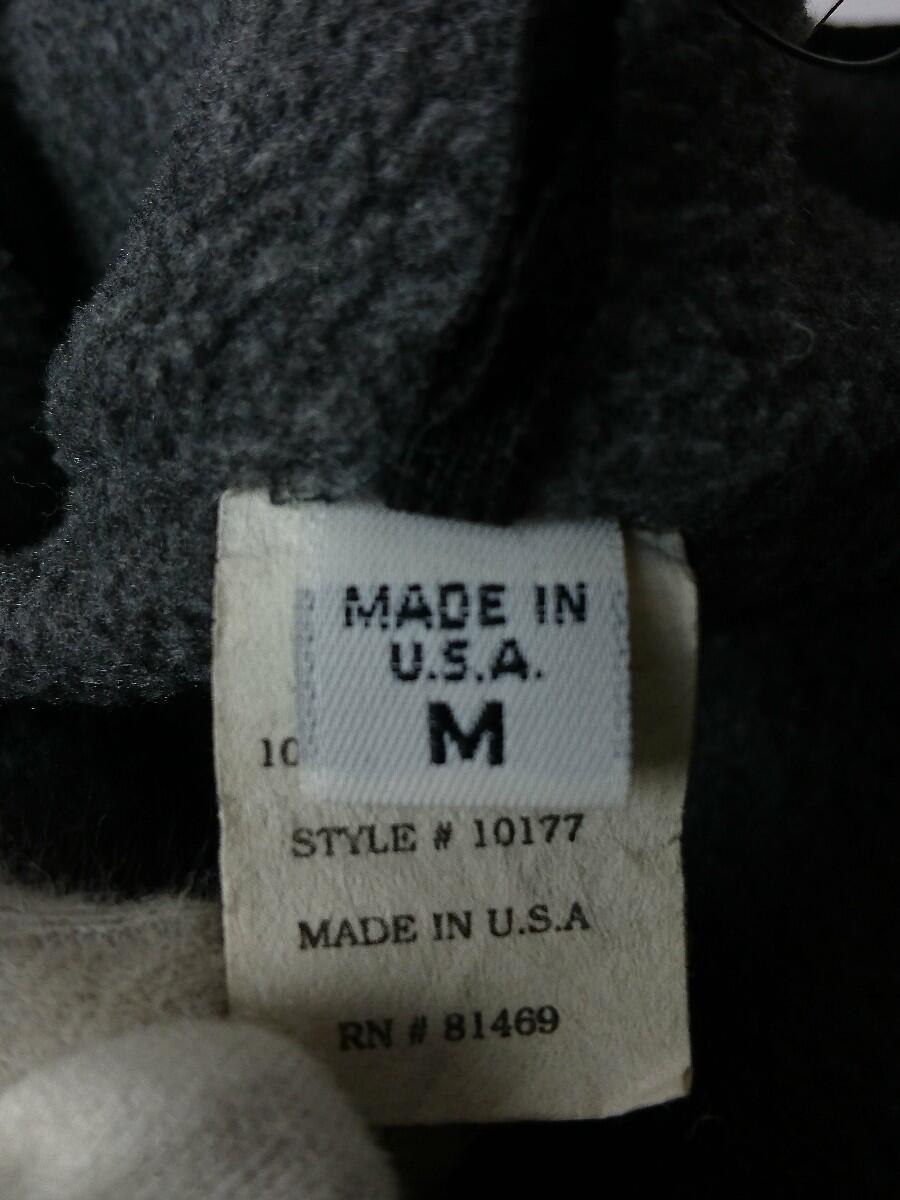 MADE IN
U.S.A.
M
10
STYLE # 10177
MADE IN U.S.A
RN # 81469